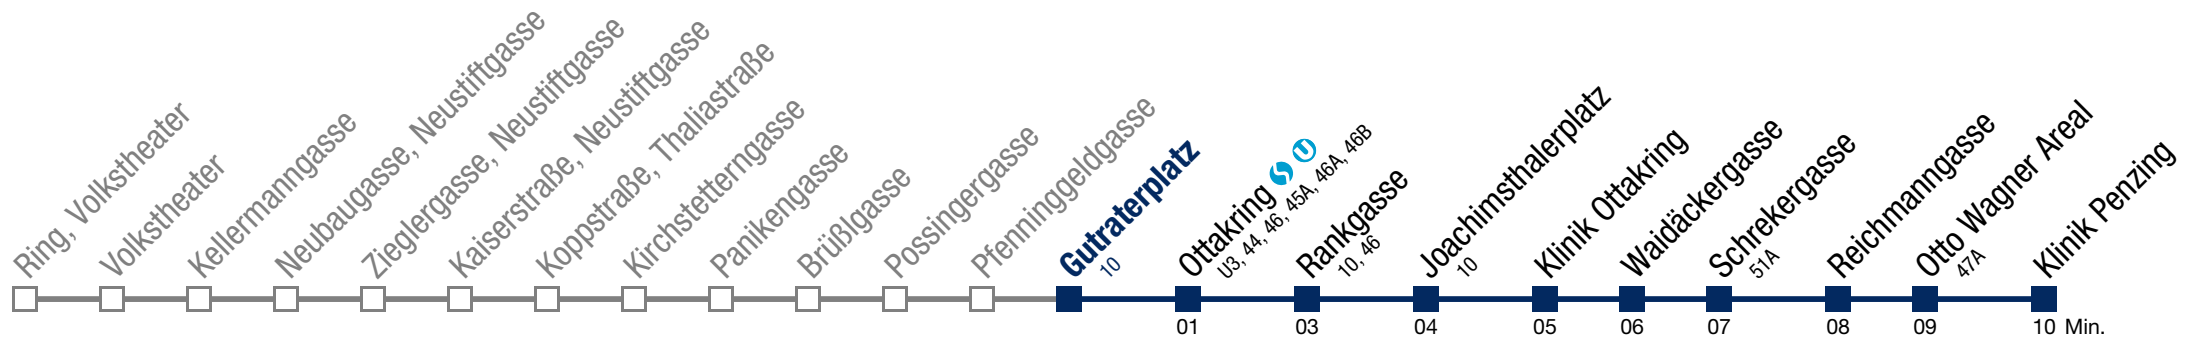 Ring, Volkstheater
Volkstheater
Kellermanngasse
Neubaugasse, Neustiftgasse
Zieglergasse, Neustiftgasse
Kaiserstraße, Neustiftgasse
Koppstraße, Thaliastraße
Kirchstetterngasse
Panikengasse
Brüßlgasse
Possingergasse
Pfenninggeldgasse
Gutraterplatz
10
Ottakring
U3, 44, 46, 45A, 46A, 46B
Rankgasse
10, 46
Joachimsthalerplatz
10
Klinik Ottakring
Waidäckergasse
Schrekergasse
51A
Reichmanngasse
Otto Wagner Areal
47A
Klinik Penzing
01 03 04 05 06 07 08 09 10 Min.